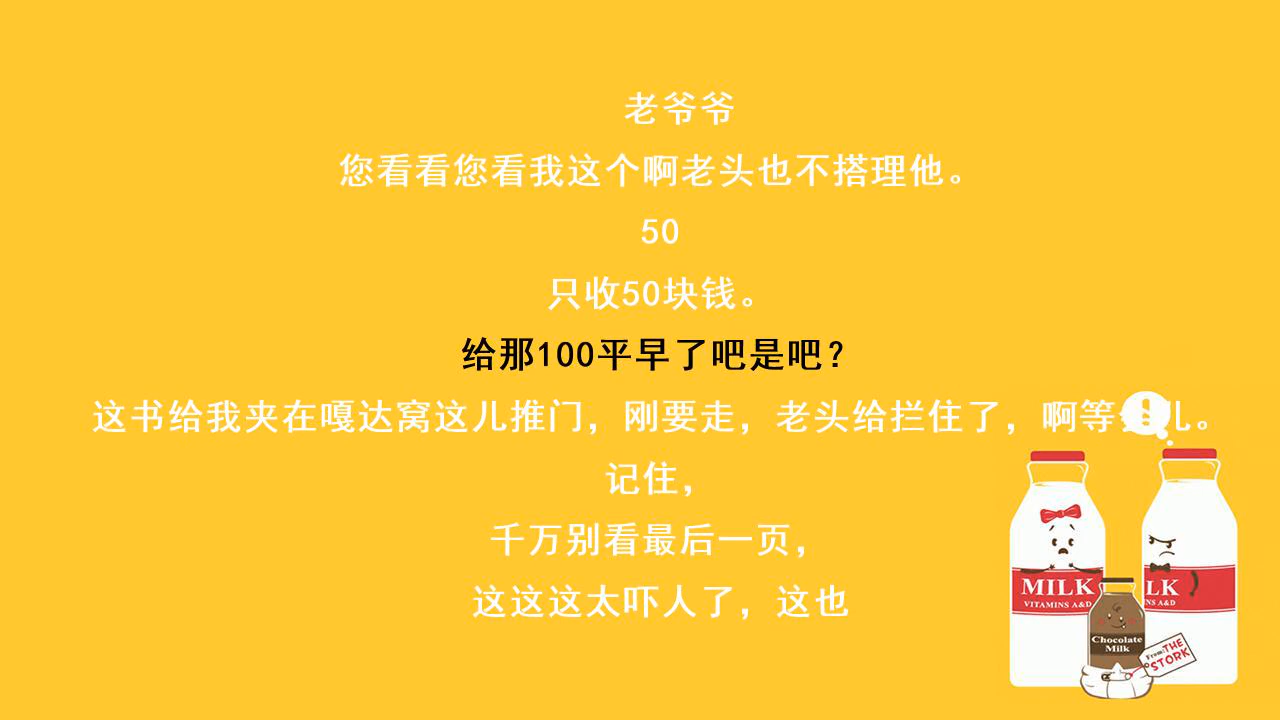 老爷爷
您看看您看我这个啊老头也不搭理他。
50
只收50块钱。
给那100平早了吧是吧？
这书给我夹在嘎达窝这儿推门，刚要走，老头给拦住了，啊等 儿。
记住，
千万别看最后一页，
这这这太吓人了，这也
MILK
VITAMINS A&D
LK
NS A&D
Chocolate
Milk
From: THE
STORK